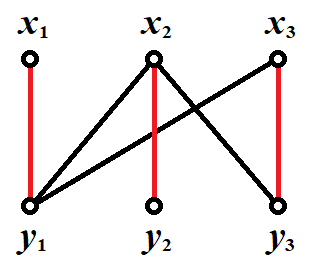 x₁ x₂ x₃
y₁ y₂ y₃